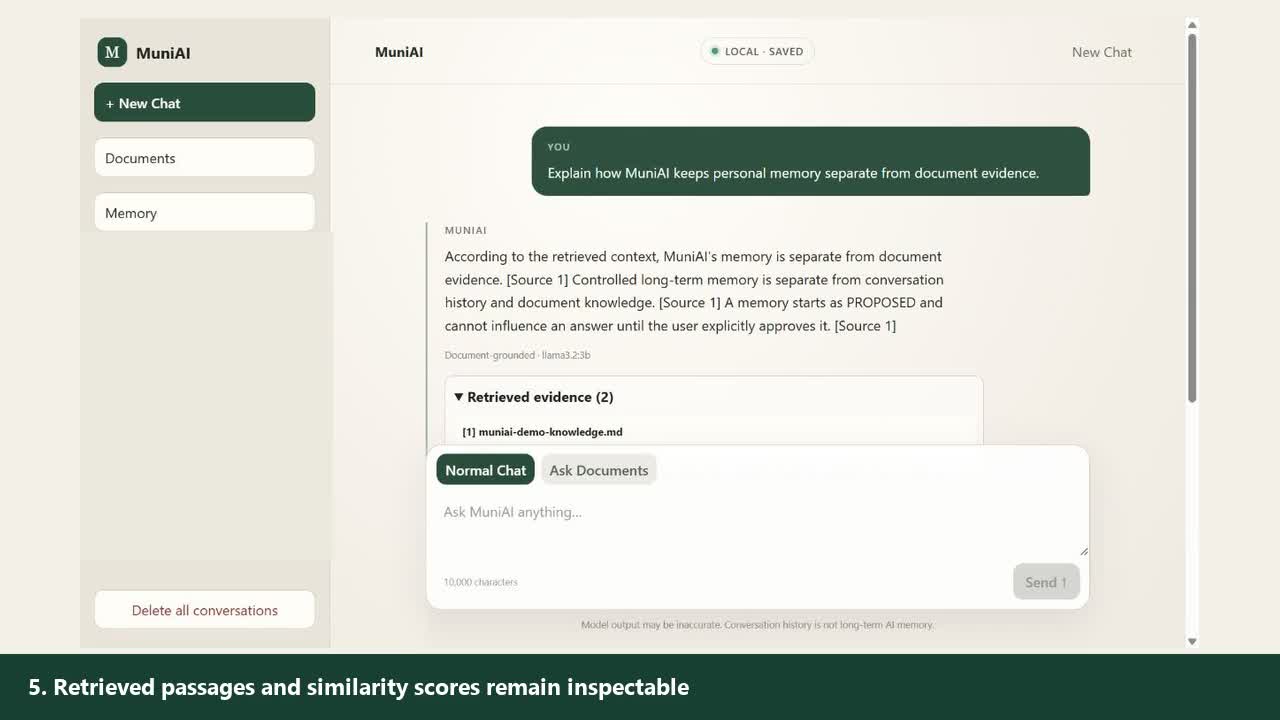 M MuniAI
+ New Chat
Documents
Memory
Delete all conversations
MuniAI
LOCAL · SAVED
New Chat
YOU
Explain how MuniAI keeps personal memory separate from document evidence.
MUNIAI
According to the retrieved context, MuniAI's memory is separate from document
evidence. [Source 1] Controlled long-term memory is separate from conversation
history and document knowledge. [Source 1] A memory starts as PROPOSED and
cannot influence an answer until the user explicitly approves it. [Source 1]
Document-grounded · llama3.2:3b
▼ Retrieved evidence (2)
[1] muniai-demo-knowledge.md
Normal Chat
Ask Documents
Ask MuniAI anything...
10,000 characters
Send ↑
Model output may be inaccurate. Conversation history is not long-term AI memory.
5. Retrieved passages and similarity scores remain inspectable